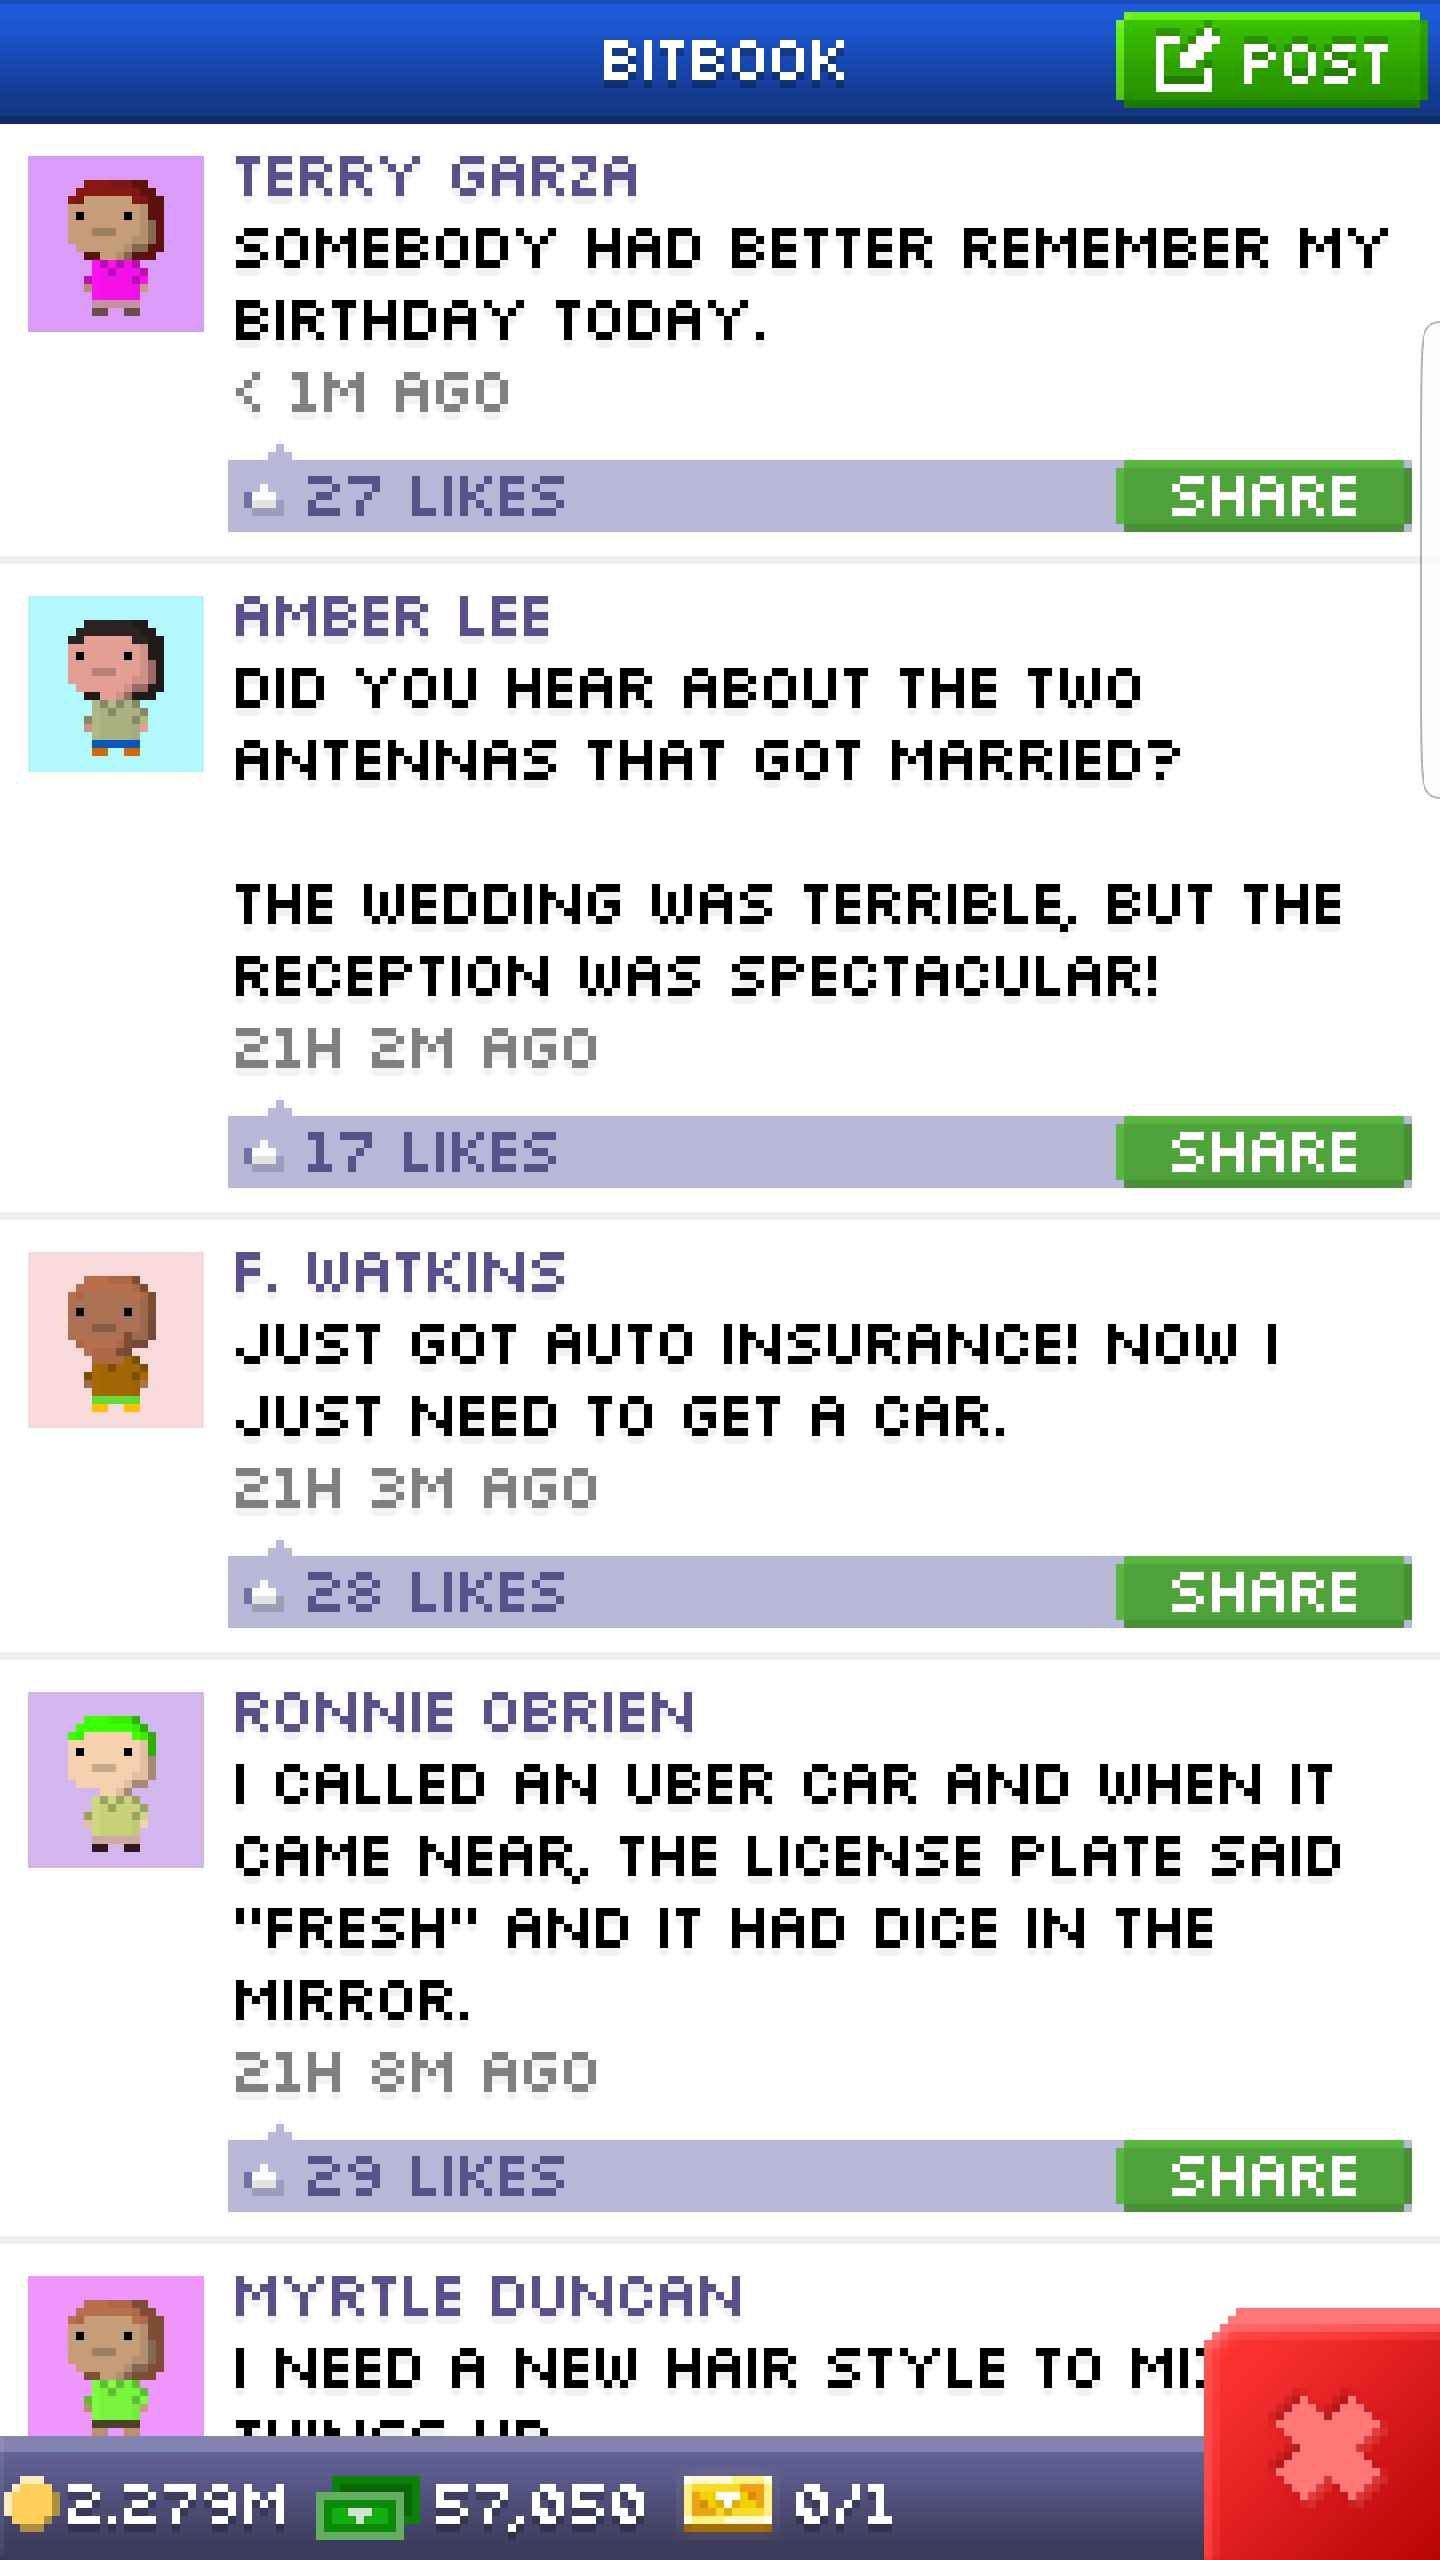 BITBOOK
POST
TERRY GARZA
SOMEBODY HAD BETTER REMEMBER MY
BIRTHDAY TODAY.
< 1M AGO
27 LIKES
SHARE
AMBER LEE
DID YOU HEAR ABOUT THE TWO
ANTENNAS THAT GOT MARRIED?
THE WEDDING WAS TERRIBLE, BUT THE
RECEPTION WAS SPECTACULAR!
21H 2M AGO
17 LIKES
SHARE
F. WATKINS
JUST GOT AUTO INSURANCE! NOW I
JUST NEED TO GET A CAR.
21H 3M AGO
28 LIKES
SHARE
RONNIE OBRIEN
I CALLED AN UBER CAR AND WHEN IT
CAME NEAR, THE LICENSE PLATE SAID
"FRESH" AND IT HAD DICE IN THE
MIRROR.
21H 8M AGO
29 LIKES
SHARE
MYRTLE DUNCAN
I NEED A NEW HAIR STYLE TO
THINGS UP
2.279M
57,050
0/1